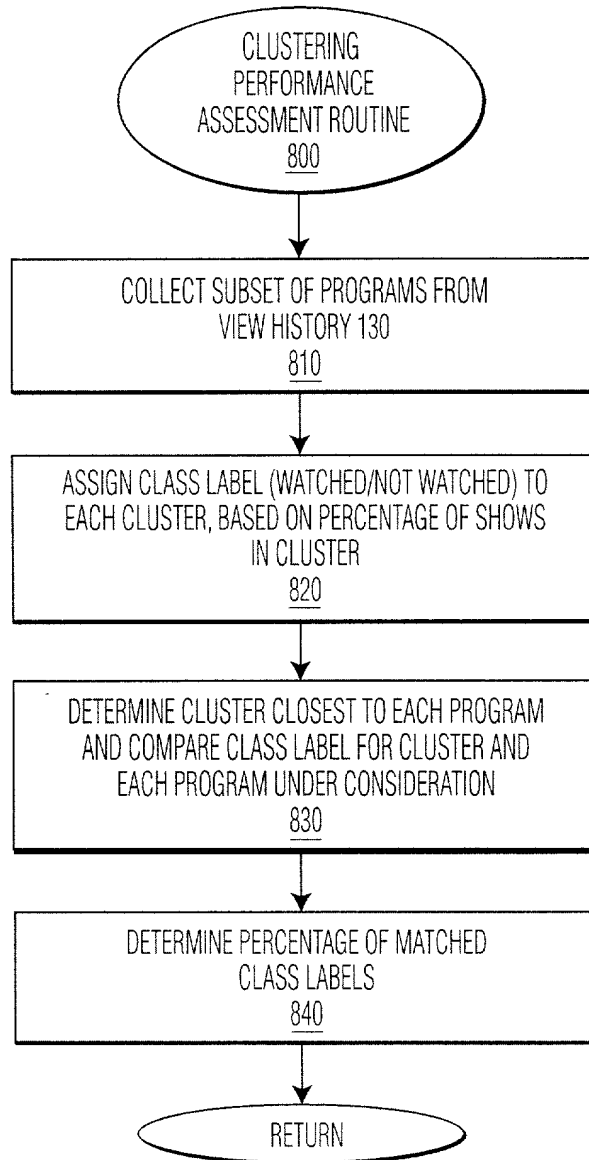 CLUSTERING
PERFORMANCE
ASSESSMENT ROUTINE
800
COLLECT SUBSET OF PROGRAMS FROM
VIEW HISTORY 130
810
ASSIGN CLASS LABEL (WATCHED/NOT WATCHED) TO
EACH CLUSTER, BASED ON PERCENTAGE OF SHOWS
IN CLUSTER
820
DETERMINE CLUSTER CLOSEST TO EACH PROGRAM
AND COMPARE CLASS LABEL FOR CLUSTER AND
EACH PROGRAM UNDER CONSIDERATION
830
DETERMINE PERCENTAGE OF MATCHED
CLASS LABELS
840
RETURN